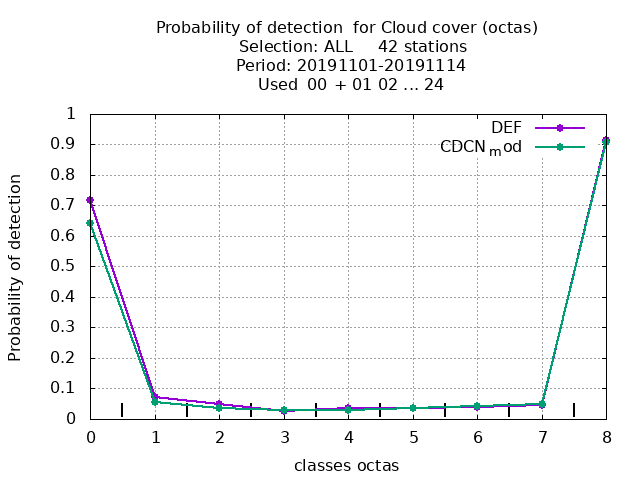 Probability of detection  for Cloud cover (octas)
Selection: ALL     42 stations
Period: 20191101-20191114
Used  00 + 01 02 ... 24
DEF
CDCNmod
1
0.9
0.8
0.7
0.6
0.5
0.4
0.3
0.2
0.1
0
Probability of detection
0 1 2 3 4 5 6 7 8
classes octas